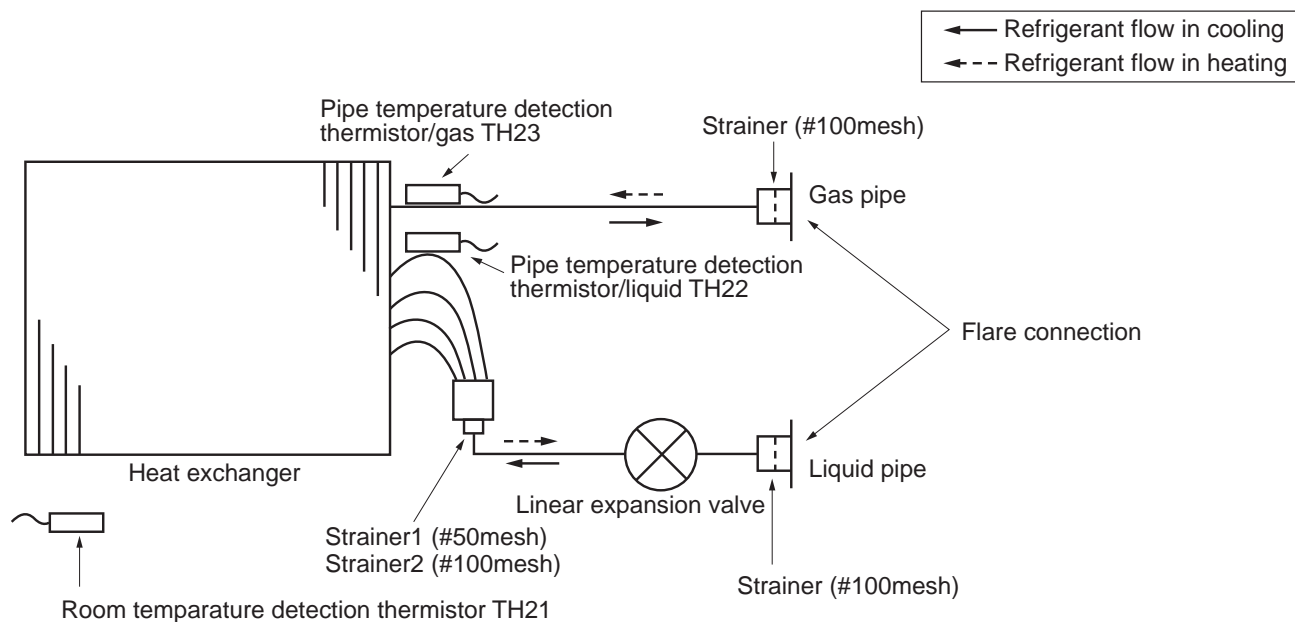 Refrigerant flow in cooling
Refrigerant flow in heating
Pipe temperature detection
thermistor/gas TH23
Strainer (#100mesh)
Gas pipe
Pipe temperature detection
thermistor/liquid TH22
Flare connection
Heat exchanger
Linear expansion valve
Liquid pipe
Strainer1 (#50mesh)
Strainer2 (#100mesh)
Strainer (#100mesh)
Room temparature detection thermistor TH21